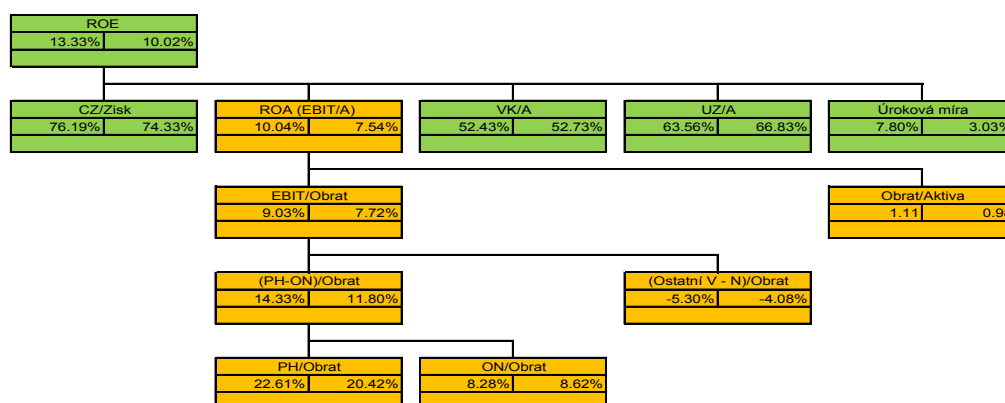 ROE
13.33% 10.02%
CZ/Zisk ROA (EBIT/A) VK/A UZ/A Úroková míra
76.19% 74.33% 10.04% 7.54% 52.43% 52.73% 63.56% 66.83% 7.80% 3.03%
EBIT/Obrat Obrat/Aktiva
9.03% 7.72% 1.11
(PH-ON)/Obrat (Ostatní V - N)/Obrat
14.33% 11.80% -5.30% -4.08%
PH/Obrat ON/Obrat
22.61% 20.42% 8.28% 8.62%